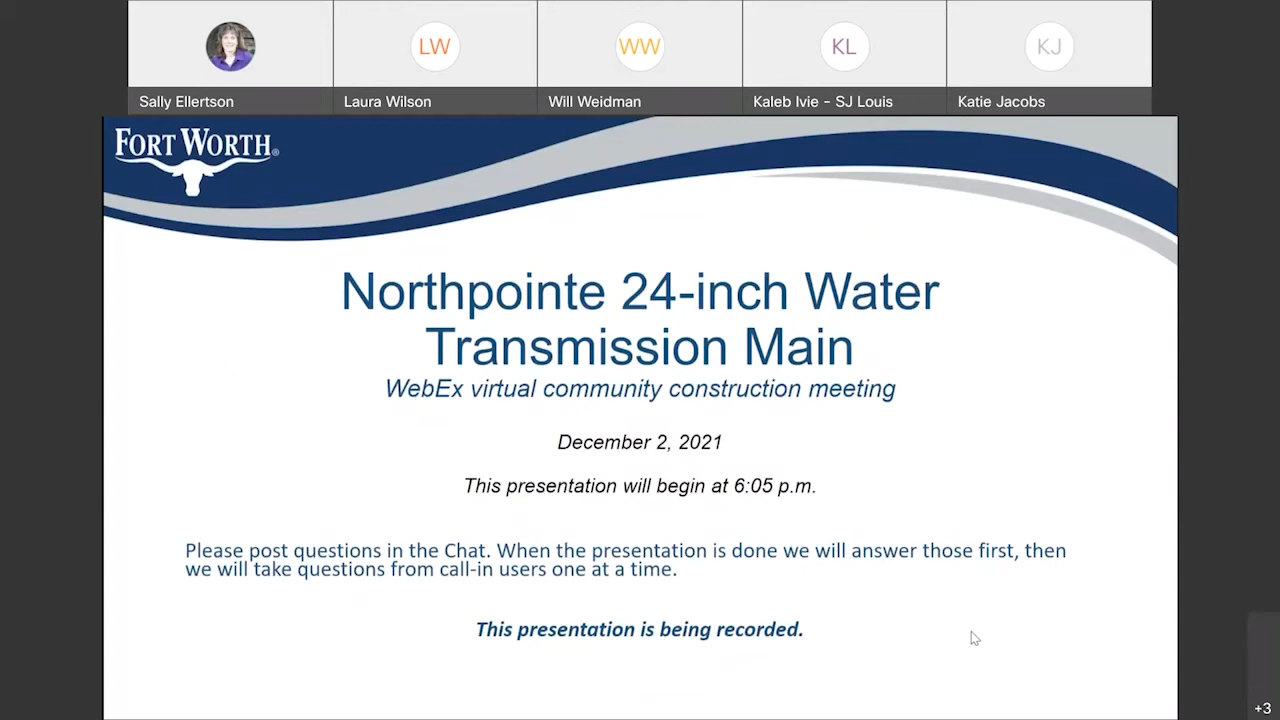 LW
WW
KL
KJ
Sally Ellertson
Laura Wilson
Will Weidman
Kaleb Ivie - SJ Louis
Katie Jacobs
FORT WORTH®
Northpointe 24-inch Water
Transmission Main
WebEx virtual community construction meeting
December 2, 2021
This presentation will begin at 6:05 p.m.
Please post questions in the Chat. When the presentation is done we will answer those first, then
we will take questions from call-in users one at a time.
This presentation is being recorded.
+3